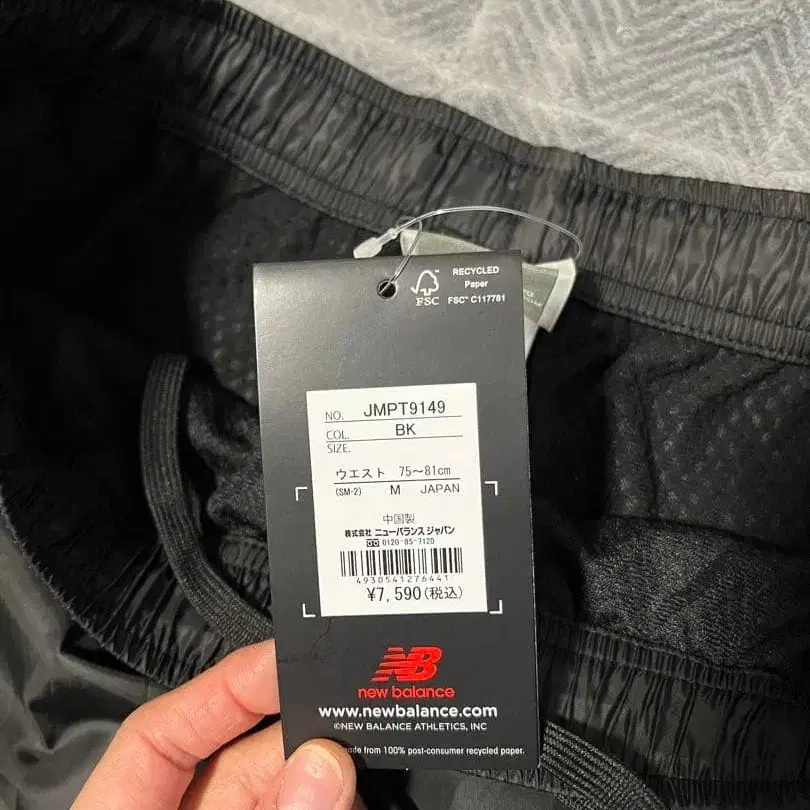 RECYCLED
Paper
FSC™ C117781
FSC
NO. JMPT9149
COL. BK
SIZE.
ウエスト 75～81cm
(SM-2) M JAPAN
中国製
株式会社 ニューバランス ジャパン
0120-85-7120
4930541276441
¥7,590(税込)
NB
new balance
www.newbalance.com
©NEW BALANCE ATHLETICS, INC
made from 100% post-consumer recycled paper.